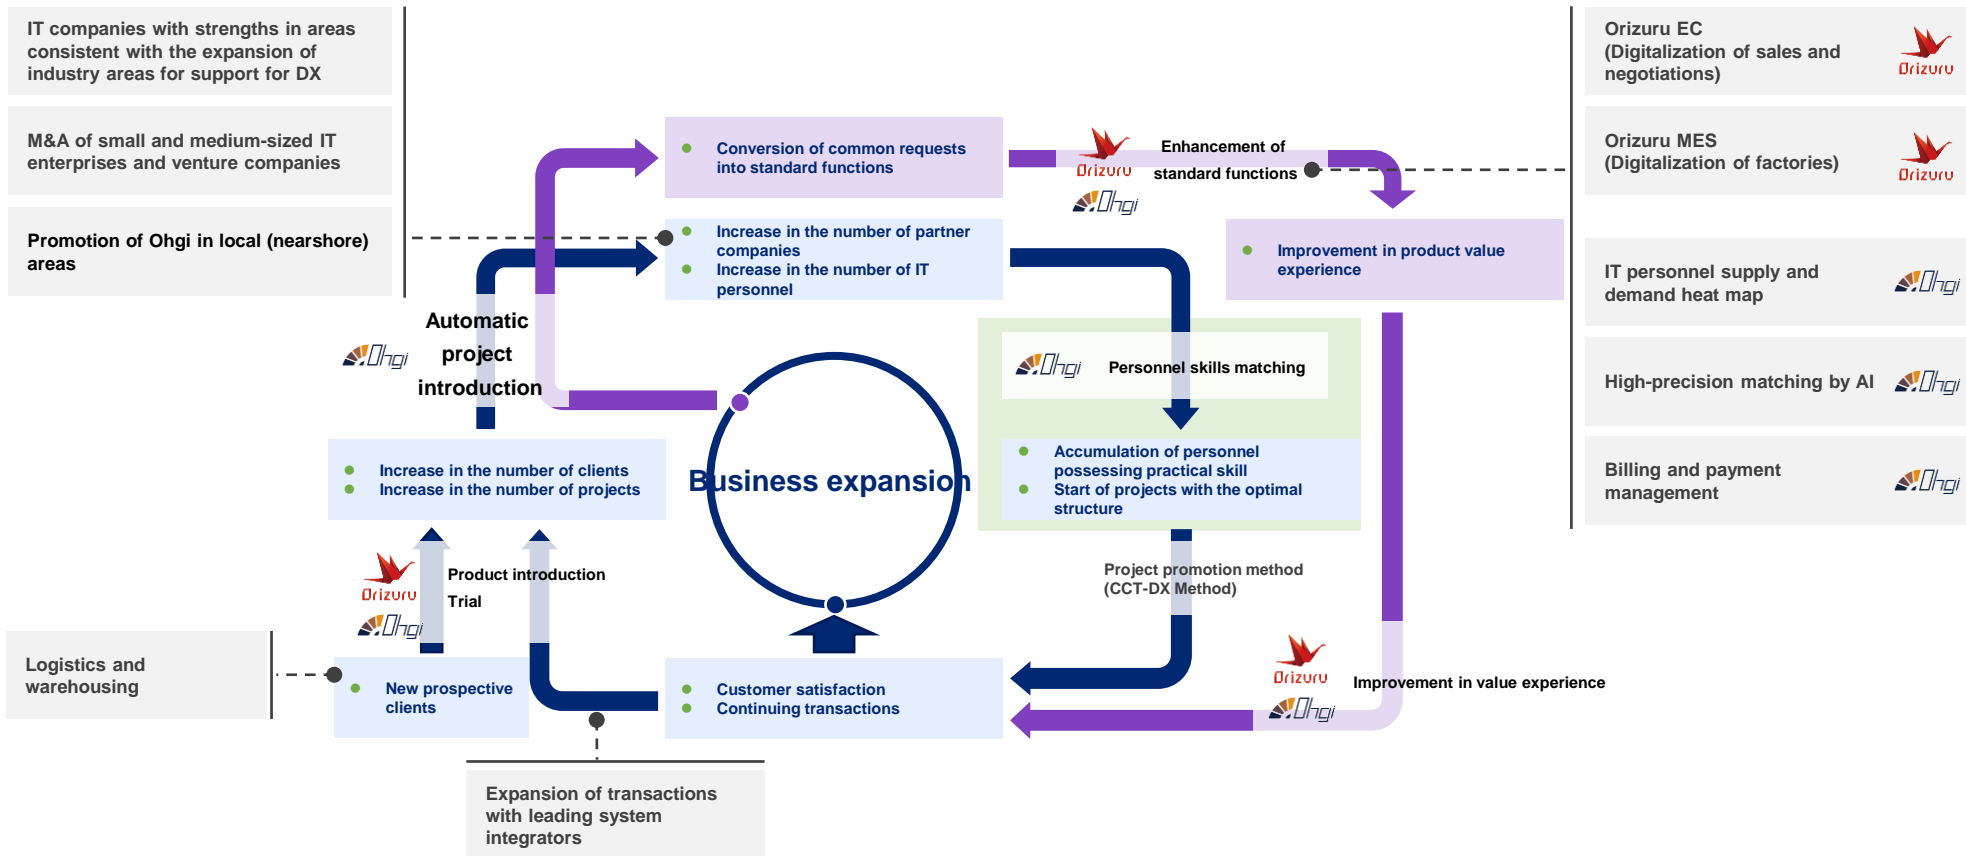 IT companies with strengths in areas
consistent with the expansion of
industry areas for support for DX
M&A of small and medium-sized IT
enterprises and venture companies
Promotion of Ohgi in local (nearshore)
areas
Conversion of common requests
into standard functions
Orizuru
Ohgi
Enhancement of
standard functions
Increase in the number of partner
companies
Increase in the number of IT
personnel
Improvement in product value
experience
Ohgi
Automatic
project
introduction
Ohgi
Personnel skills matching
Increase in the number of clients
Increase in the number of projects
Business expansion
Accumulation of personnel
possessing practical skill
Start of projects with the optimal
structure
Orizuru
Ohgi
Product introduction
Trial
Project promotion method
(CCT-DX Method)
Logistics and
warehousing
New prospective
clients
Customer satisfaction
Continuing transactions
Orizuru
Ohgi
Improvement in value experience
Expansion of transactions
with leading system
integrators
Orizuru EC
(Digitalization of sales and
negotiations)
Orizuru
Orizuru MES
(Digitalization of factories)
Orizuru
IT personnel supply and
demand heat map
Ohgi
High-precision matching by AI
Ohgi
Billing and payment
management
Ohgi